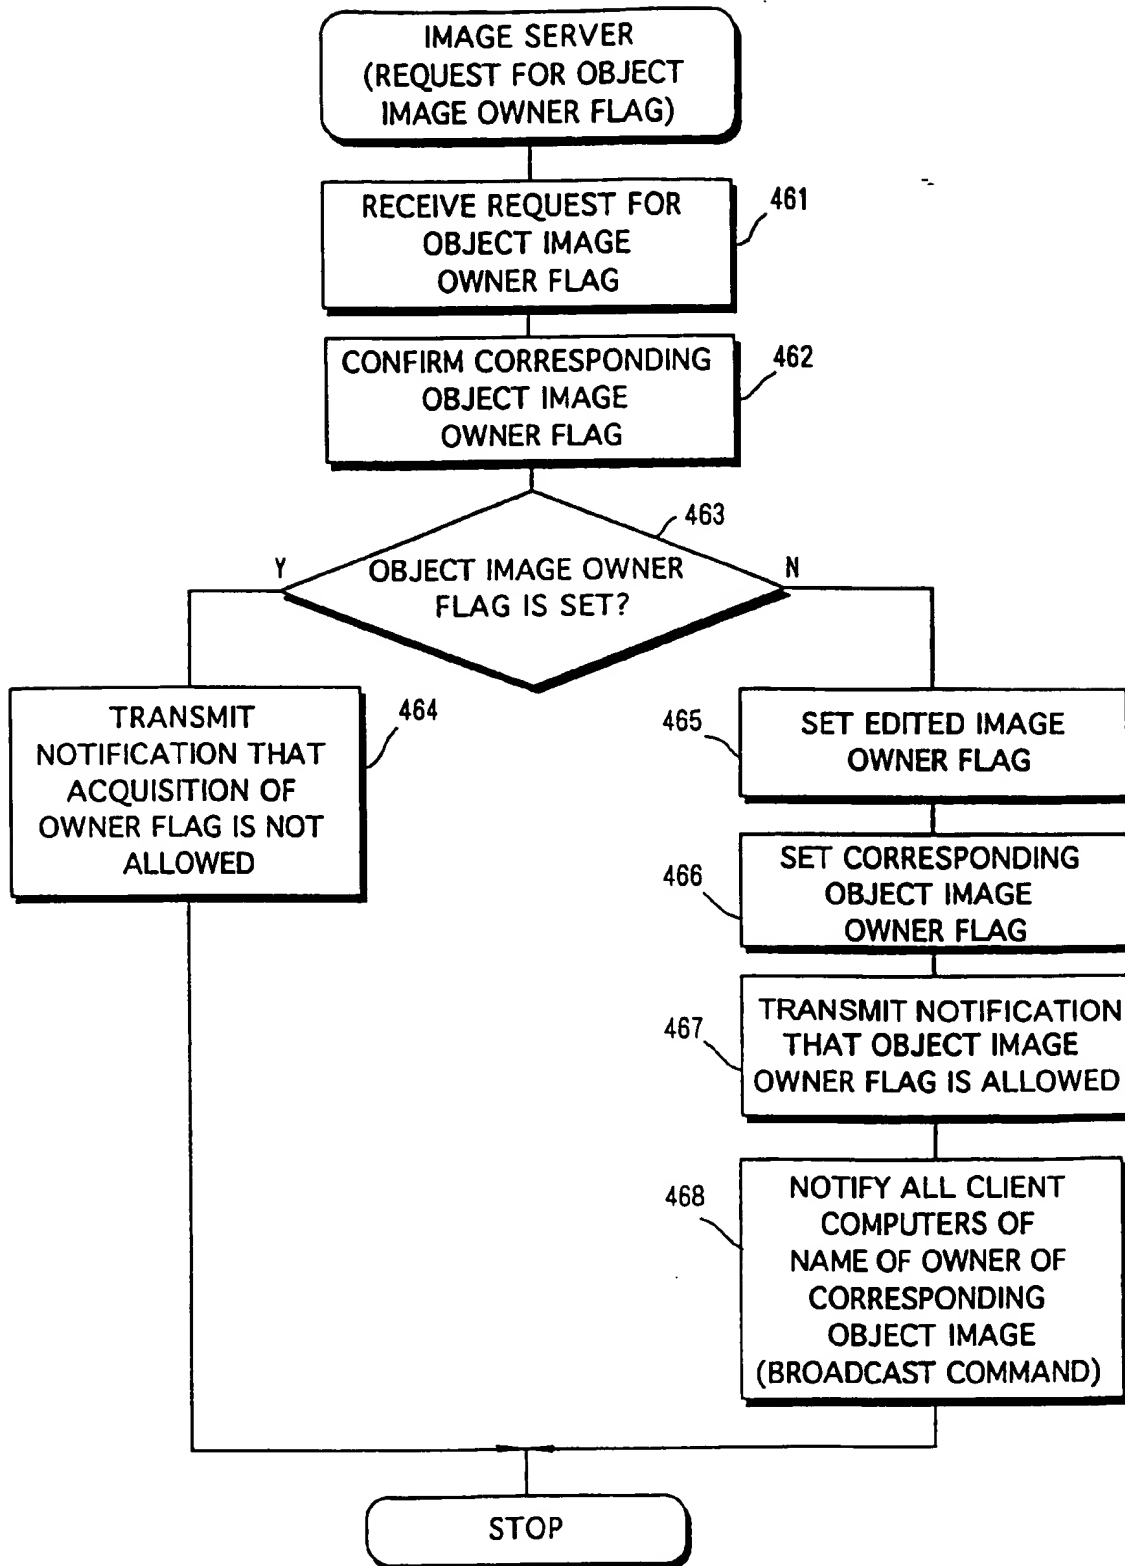 IMAGE SERVER
(REQUEST FOR OBJECT
IMAGE OWNER FLAG)
RECEIVE REQUEST FOR
OBJECT IMAGE
OWNER FLAG
461
CONFIRM CORRESPONDING
OBJECT IMAGE
OWNER FLAG
462
463
Y
OBJECT IMAGE OWNER
FLAG IS SET?
N
TRANSMIT
NOTIFICATION THAT
ACQUISITION OF
OWNER FLAG IS NOT
ALLOWED
464
465
SET EDITED IMAGE
OWNER FLAG
466
SET CORRESPONDING
OBJECT IMAGE
OWNER FLAG
467
TRANSMIT NOTIFICATION
THAT OBJECT IMAGE
OWNER FLAG IS ALLOWED
468
NOTIFY ALL CLIENT
COMPUTERS OF
NAME OF OWNER OF
CORRESPONDING
OBJECT IMAGE
(BROADCAST COMMAND)
STOP